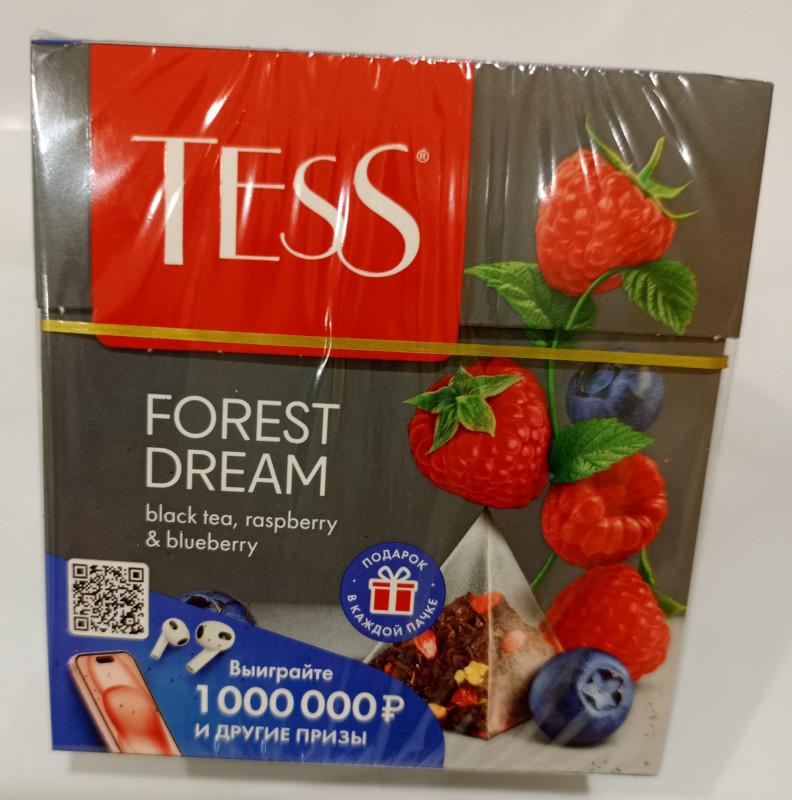 TESS®
FOREST
DREAM
black tea, raspberry
& blueberry
ПОДАРОК
В КАЖДОЙ ПАЧКЕ
Выиграйте
1 000 000 ₽
И ДРУГИЕ ПРИЗЫ